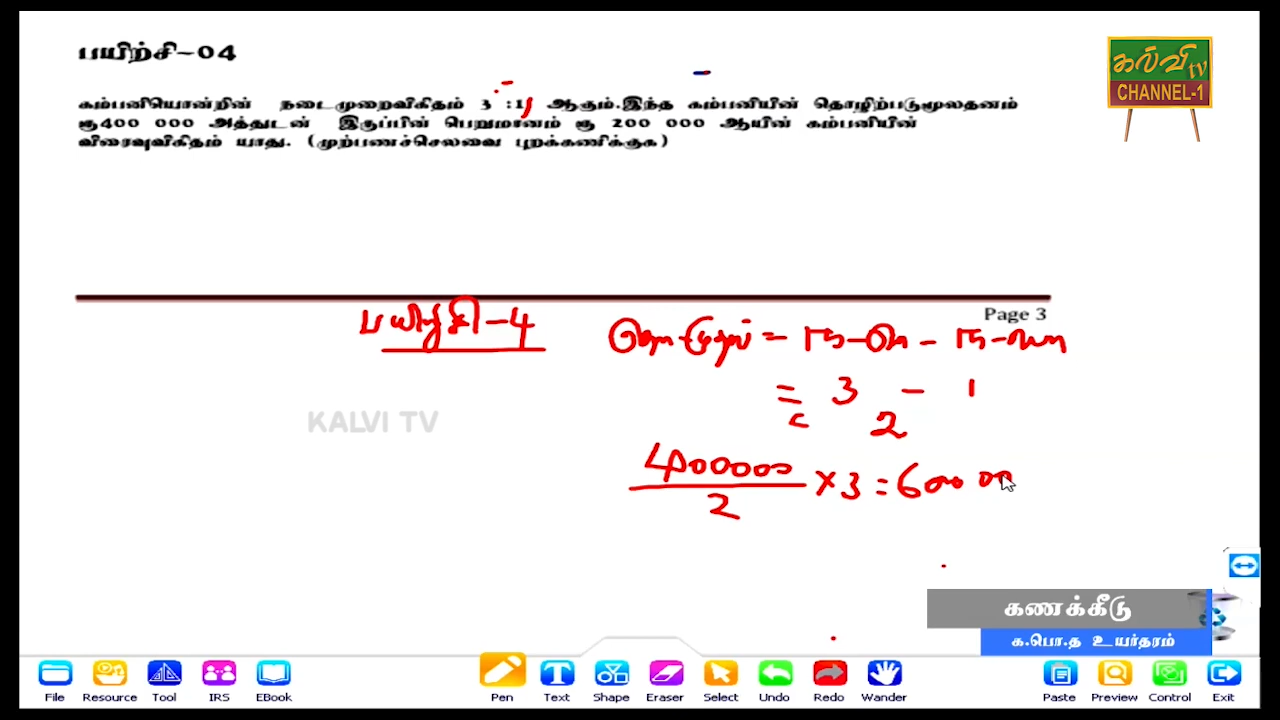 பயிற்சி-04
கல்வி tv
CHANNEL-1
கம்பனியொன்றின் நடைமுறைவிகிதம் 3 :1 ஆகும்.இந்த கம்பனியின் தொழிற்படுமூலதனம்
ரூ400 000 அத்துடன் இருப்பின் பெறுமானம் ரூ 200 000 ஆயின் கம்பனியின்
விரைவுவிகிதம் யாது. (முற்பணச்செலவை புறக்கணிக்குக)
Page 3
பயிற்சி-4
= 3 - 1
2
KALVI TV
400000
2
×3 = 600000
கணக்கீடு
க.பொ.த உயர்தரம்
File Resource Tool IRS EBook Pen Text Shape Eraser Select Undo Redo Wander Paste Preview Control Exit